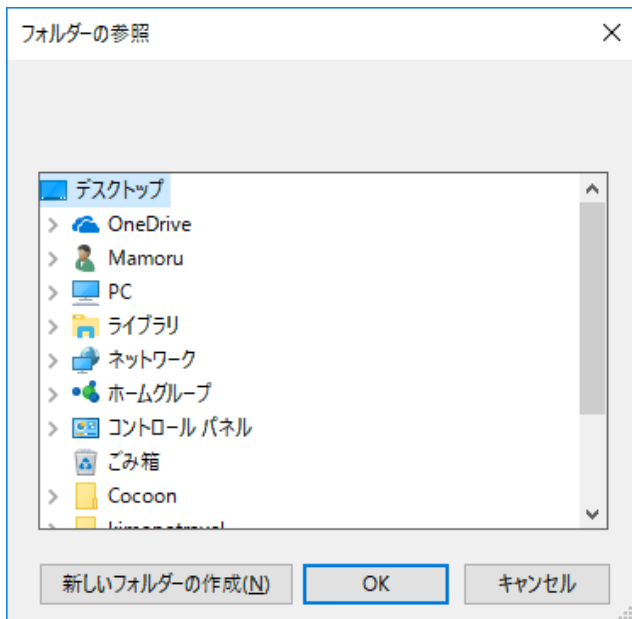 フォルダーの参照
デスクトップ
OneDrive
Mamoru
PC
ライブラリ
ネットワーク
ホームグループ
コントロール パネル
ごみ箱
Cocoon
新しいフォルダーの作成(N)
OK
キャンセル